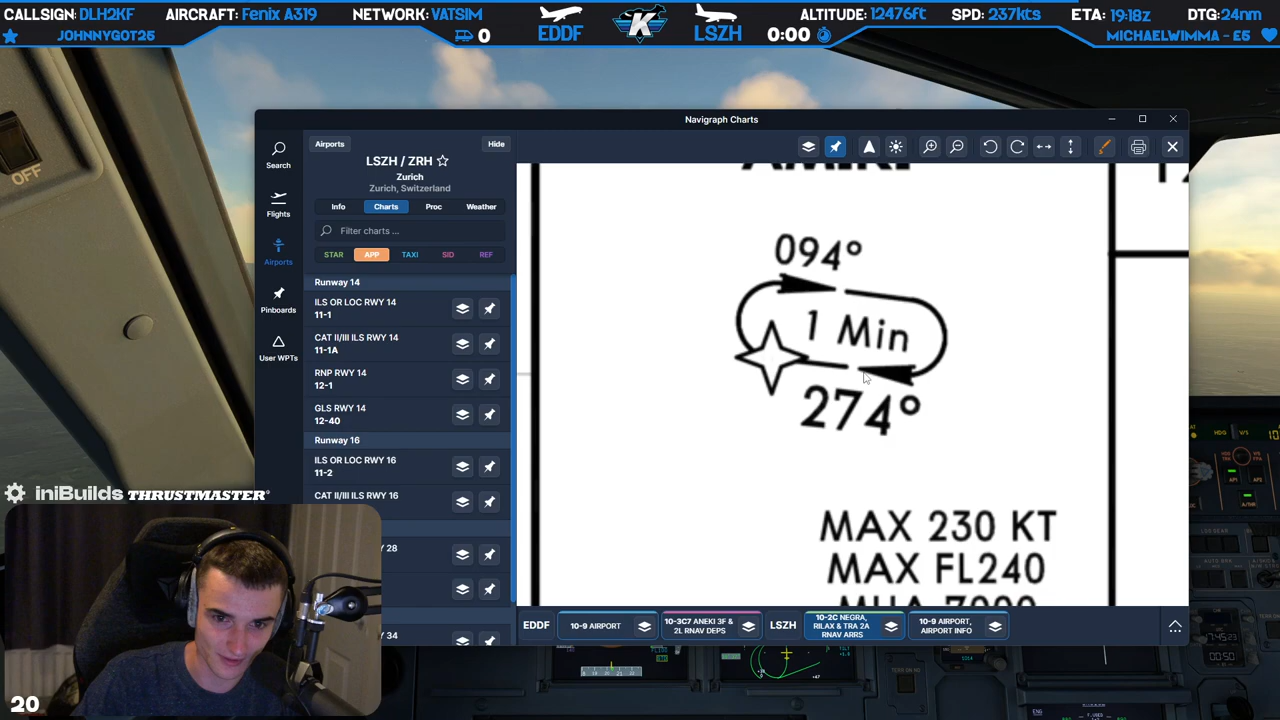 CALLSIGN: DLH2KF AIRCRAFT: Fenix A319 NETWORK: VATSIM
ALTITUDE: 12476ft SPD: 237kts ETA: 19:18z DTG: 24nm
JOHNNYGOT25 0 EDDF K LSZH 0:00 MICHAELWIMMA - £5
OFF
Navigraph Charts
Search
Flights
Airports
Pinboards
User WPTS
Airports Hide
LSZH / ZRH
Zurich
Zurich, Switzerland
Info Charts Proc Weather
Filter charts ...
STAR APP TAXI SID REF
Runway 14
ILS OR LOC RWY 14
11-1
CAT II/III ILS RWY 14
11-1A
RNP RWY 14
12-1
GLS RWY 14
12-40
Runway 16
ILS OR LOC RWY 16
11-2
CAT II/III ILS RWY 16
Y 28
Y 34
094°
1 Min
274°
MAX 230 KT
MAX FL240
EDDF
10-9 AIRPORT
10-3C7 ANEKI 3F &
2L RNAV DEPS
LSZH
10-2C NEGRA,
RILAX & TRA 2A
RNAV ARRS
10-9 AIRPORT,
AIRPORT INFO
iniBuilds THRUSTMASTER
20